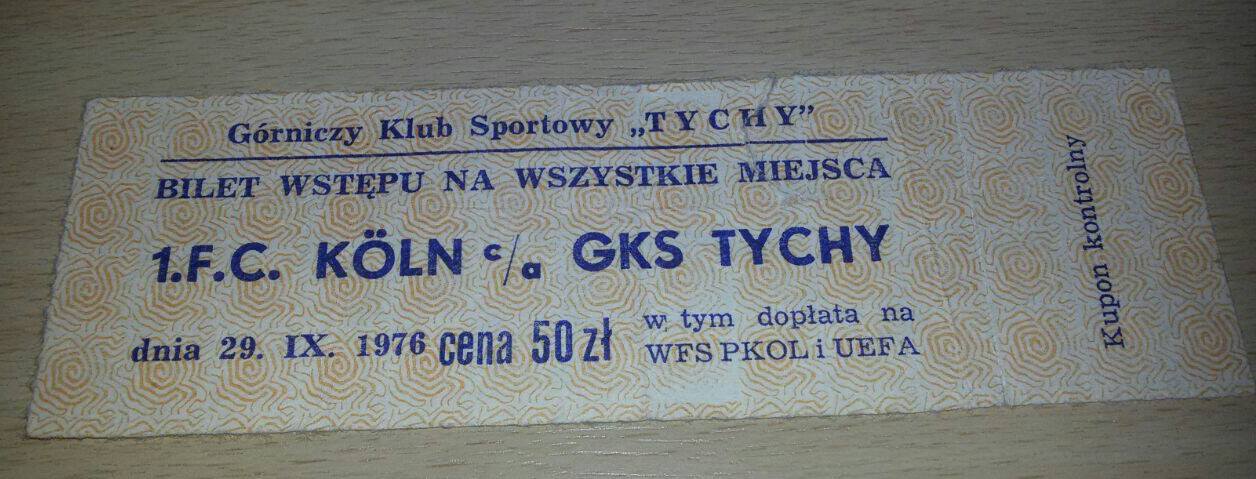 Górniczy Klub Sportowy „TYCHY”
BILET WSTĘPU NA WSZYSTKIE MIEJSCA
1.F.C. KÖLN c/a GKS TYCHY
dnia 29. IX. 1976 cena 50 zł
w tym dopłata na
WFS PKOL i UEFA
Kupon kontrolny